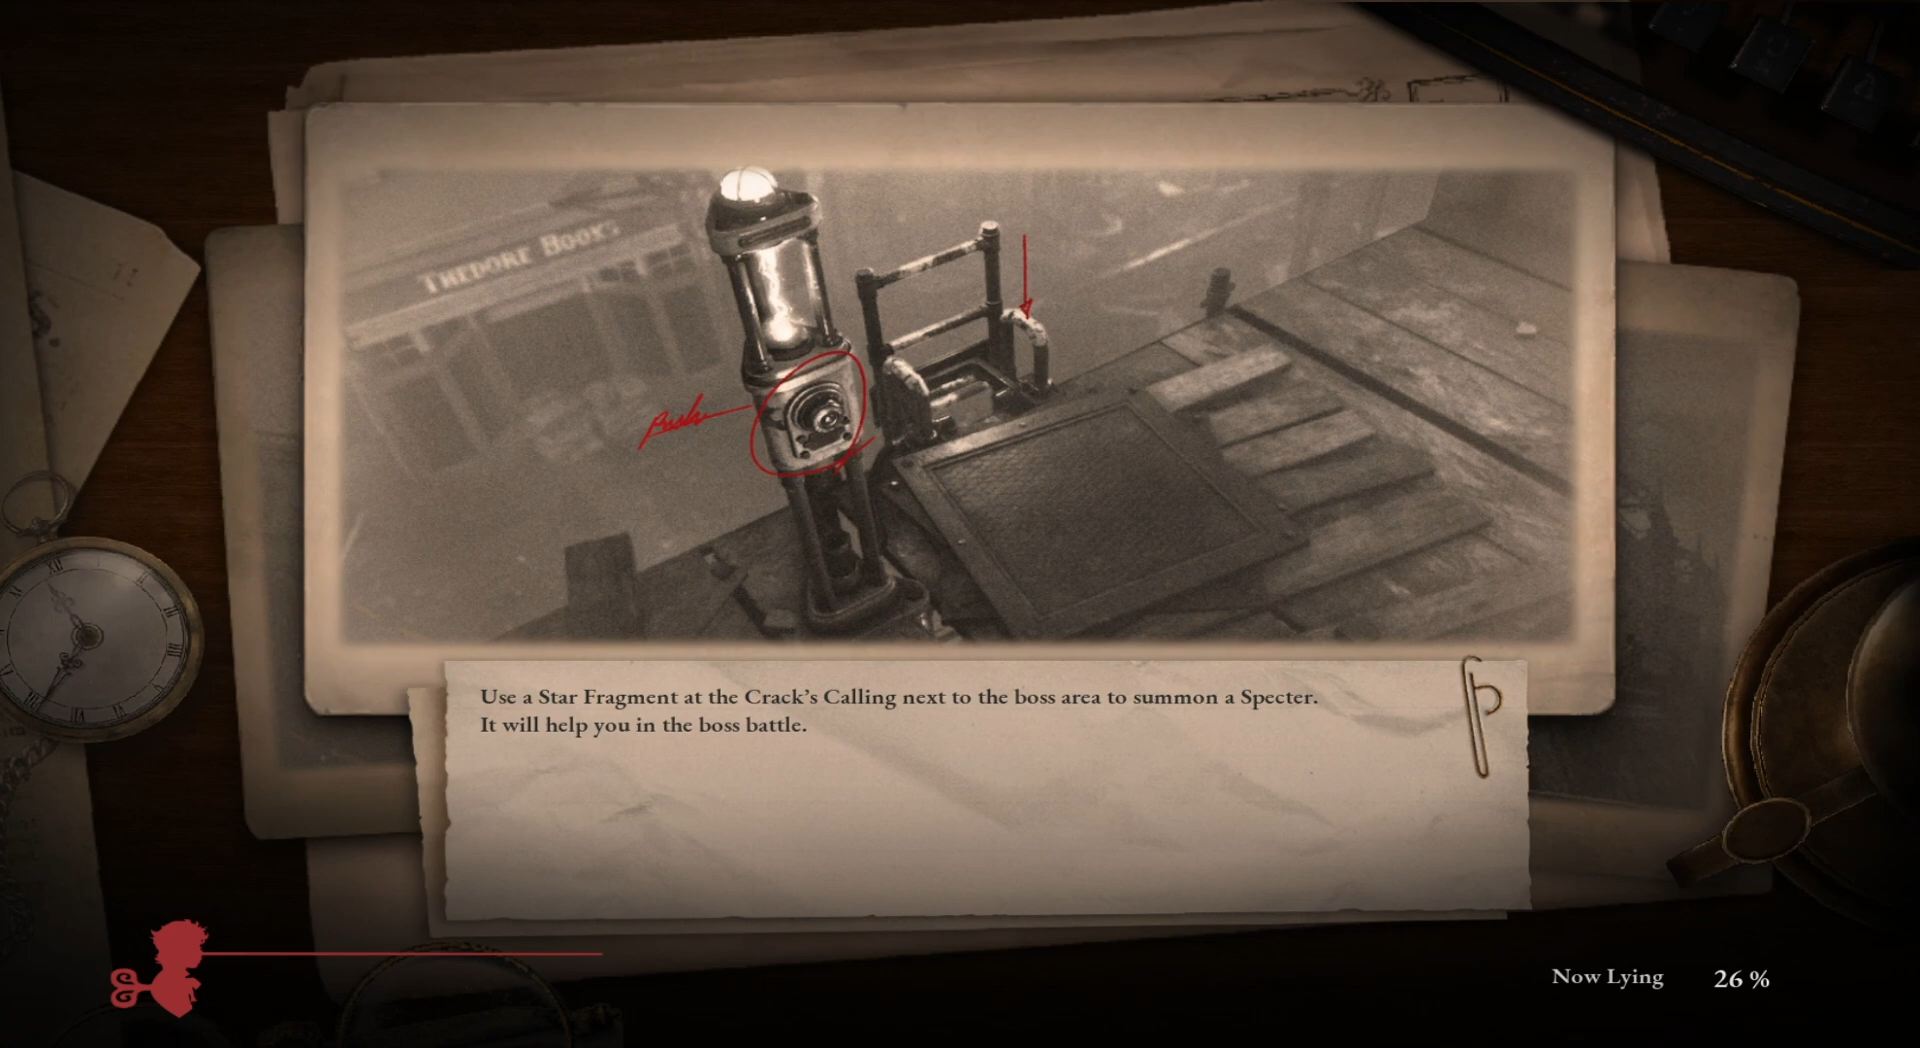 THEDORE BOOKS
Push
Use a Star Fragment at the Crack's Calling next to the boss area to summon a Specter.
It will help you in the boss battle.
Now Lying 26 %